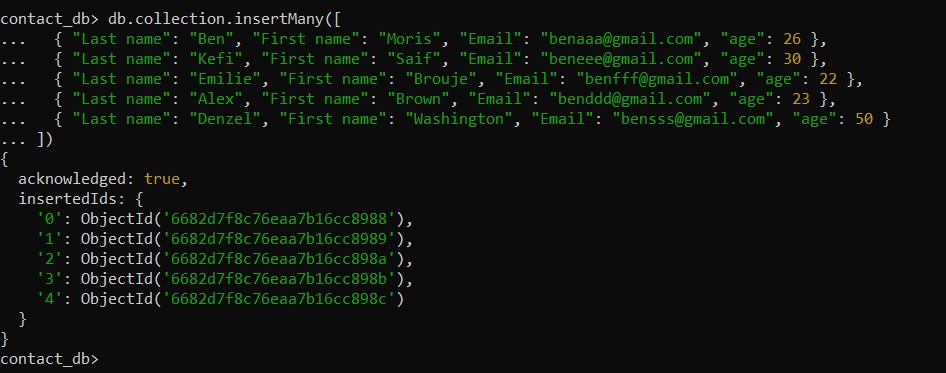 contact_db> db.collection.insertMany([
...   { "Last name": "Ben", "First name": "Moris", "Email": "benaaa@gmail.com", "age": 26 },
...   { "Last name": "Kefi", "First name": "Saif", "Email": "beneee@gmail.com", "age": 30 },
...   { "Last name": "Emilie", "First name": "Brouje", "Email": "benfff@gmail.com", "age": 22 },
...   { "Last name": "Alex", "First name": "Brown", "Email": "benddd@gmail.com", "age": 23 },
...   { "Last name": "Denzel", "First name": "Washington", "Email": "bensss@gmail.com", "age": 50 }
... ])
{
  acknowledged: true,
  insertedIds: {
    '0': ObjectId('6682d7f8c76eaa7b16cc8988'),
    '1': ObjectId('6682d7f8c76eaa7b16cc8989'),
    '2': ObjectId('6682d7f8c76eaa7b16cc898a'),
    '3': ObjectId('6682d7f8c76eaa7b16cc898b'),
    '4': ObjectId('6682d7f8c76eaa7b16cc898c')
  }
}
contact_db>